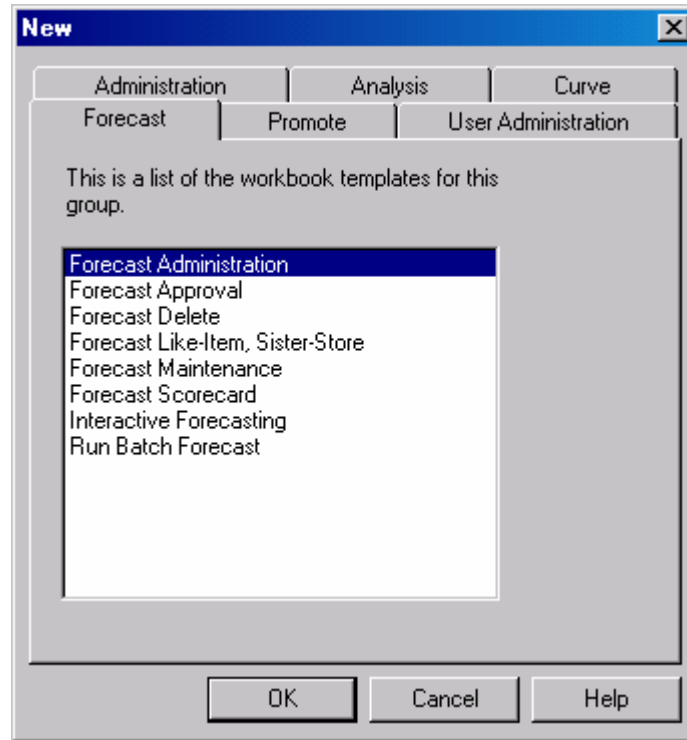 New
Administration
Analysis
Curve
Forecast
Promote
User Administration
This is a list of the workbook templates for this
group.
Forecast Administration
Forecast Approval
Forecast Delete
Forecast Like-Item, Sister-Store
Forecast Maintenance
Forecast Scorecard
Interactive Forecasting
Run Batch Forecast
OK
Cancel
Help